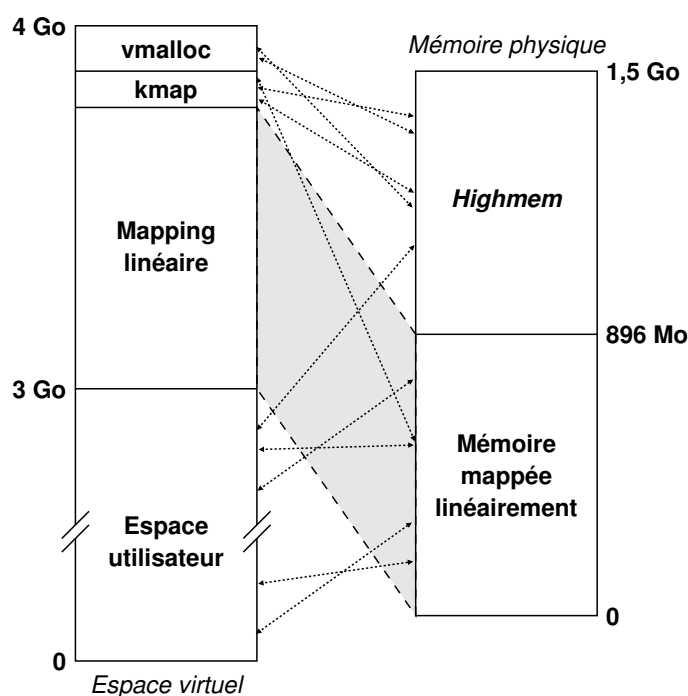 4 Go
vmalloc
kmap
Mapping
linéaire
3 Go
Espace
utilisateur
0
Espace virtuel
Mémoire physique
1,5 Go
Highmem
896 Mo
Mémoire
mappée
linéairement
0